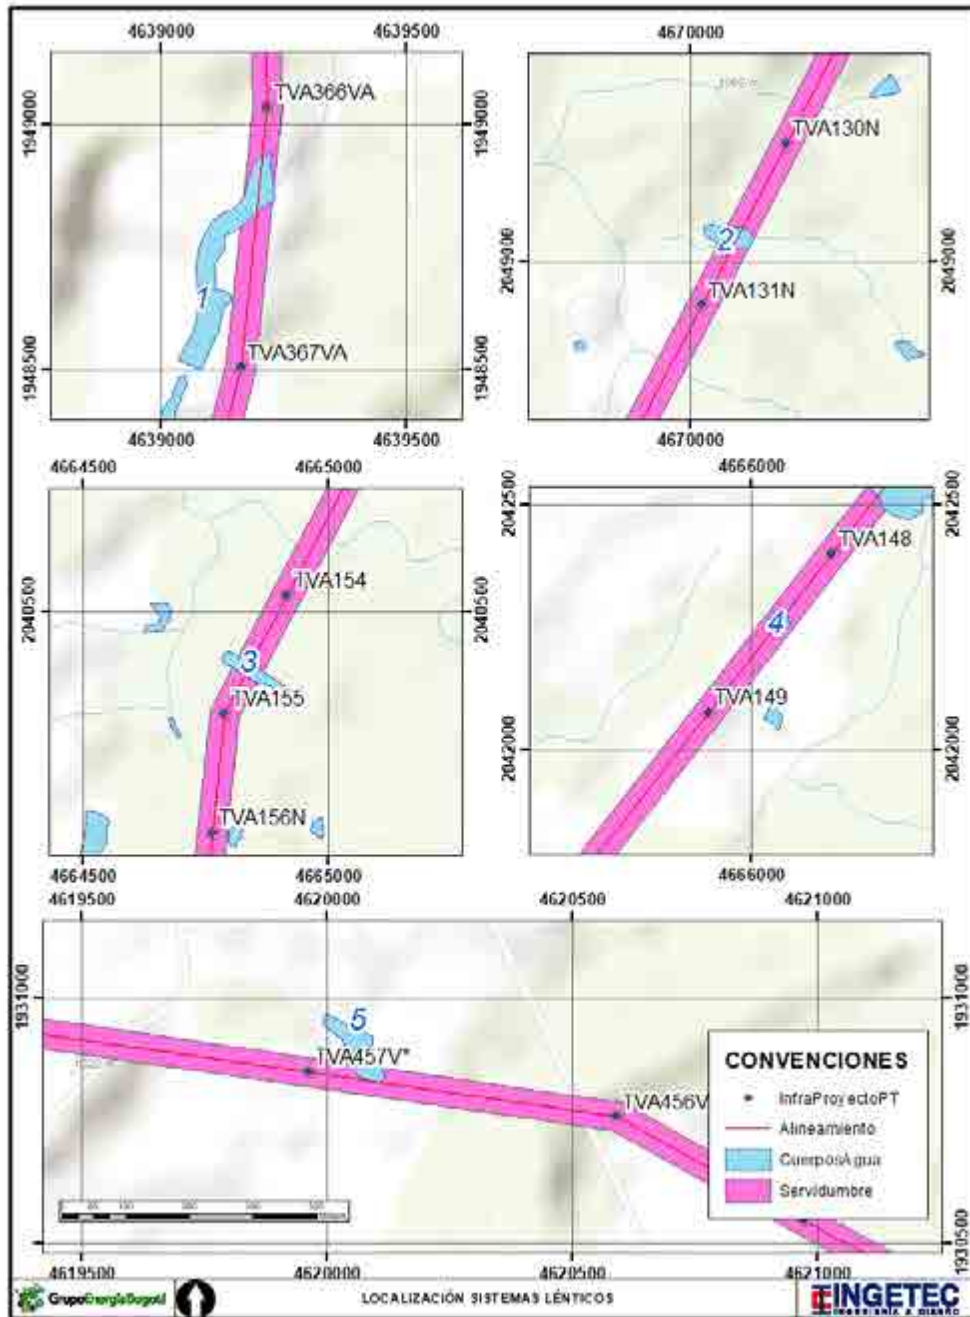 4639000 4639500
TVA366VA
1949000 1949000
1
TVA367VA
1948500 1948500
4639000 4639500
4670000
TVA130N
2
2049000 2049000
TVA131N
4670000
4664500 4665000
TVA154
2040500 2040500
3
TVA155
TVA156N
4664500 4665000
4666000
2042500 2042500
TVA148
4
TVA149
2042000 2042000
4666000
4619500 4620000 4620500 4621000
1931000 1931000
5
TVA457V*
TVA456V
CONVENCIONES
InfraProyectoPT
Alineamiento
CuerposAgua
Servidumbre
1930500 1930500
4619500 4620000 4620500 4621000
GrupoEnergíaBogotá
LOCALIZACIÓN SISTEMAS LÉNTICOS
INGETEC
INGENIERÍA & DISEÑO